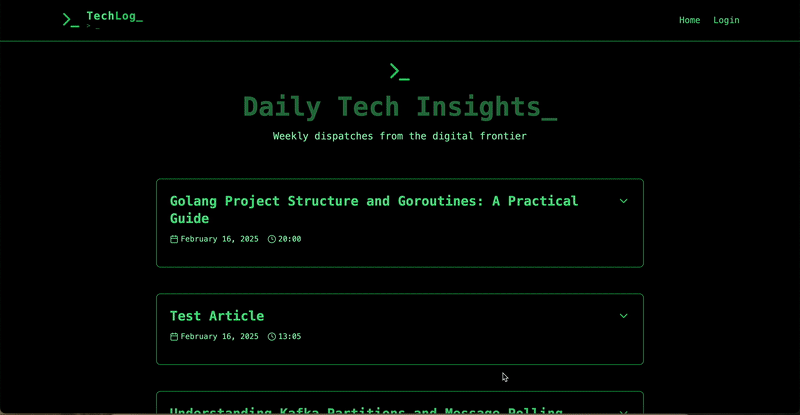 >_ TechLog_
> _
Home Login
>_
Daily Tech Insights_
Weekly dispatches from the digital frontier
Golang Project Structure and Goroutines: A Practical
Guide
February 16, 2025 20:00
Test Article
February 16, 2025 13:05
Understanding Kafka Partitions and Message Polling